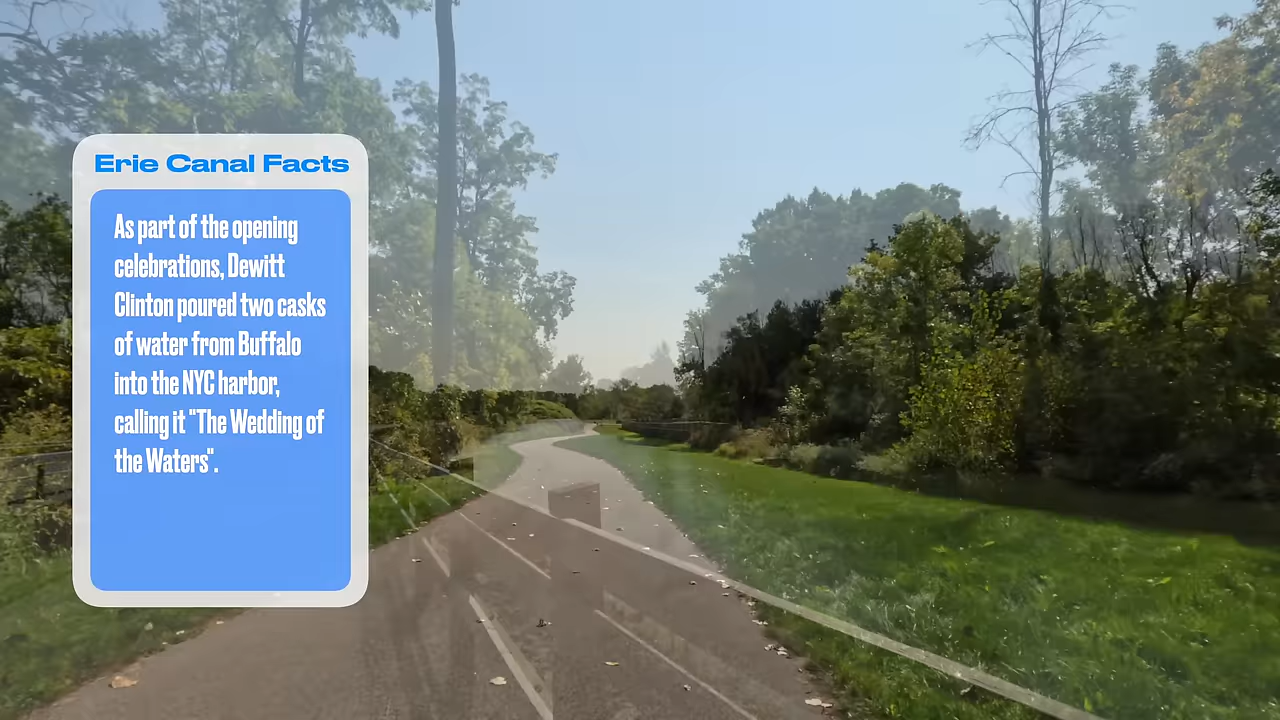 Erie Canal Facts
As part of the opening
celebrations, Dewitt
Clinton poured two casks
of water from Buffalo
into the NYC harbor,
calling it "The Wedding of
the Waters".